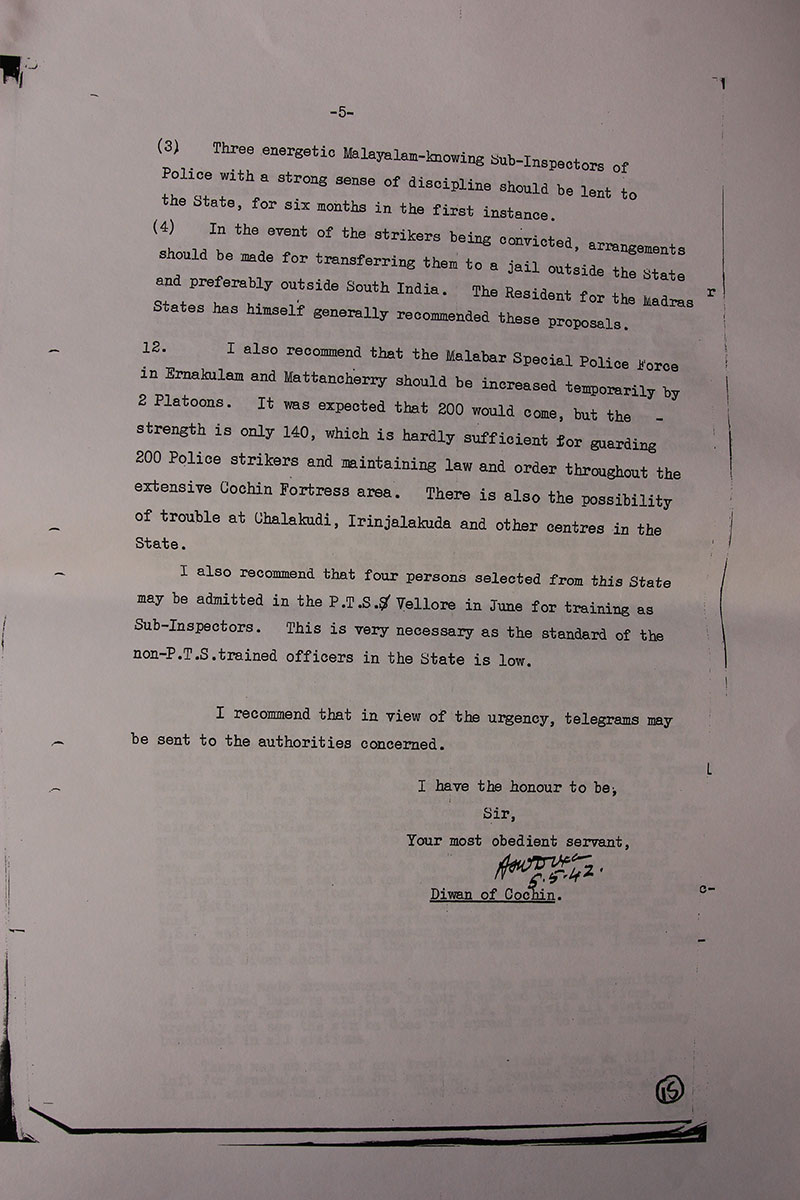 -5-
(3) Three energetic Malayalam-knowing Sub-Inspectors of
Police with a strong sense of discipline should be lent to
the State, for six months in the first instance.
(4) In the event of the strikers being convicted, arrangements
should be made for transferring them to a jail outside the State
and preferably outside South India. The Resident for the Madras
States has himself generally recommended these proposals.
12. I also recommend that the Malabar Special Police Force
in Ernakulam and Mattancherry should be increased temporarily by
2 Platoons. It was expected that 200 would come, but the -
strength is only 140, which is hardly sufficient for guarding
200 Police strikers and maintaining law and order throughout the
extensive Cochin Fortress area. There is also the possibility
of trouble at Chalakudi, Irinjalakuda and other centres in the
State.
I also recommend that four persons selected from this State
may be admitted in the P.T.S. Vellore in June for training as
Sub-Inspectors. This is very necessary as the standard of the
non-P.T.S.trained officers in the State is low.
I recommend that in view of the urgency, telegrams may
be sent to the authorities concerned.
I have the honour to be,
Sir,
Your most obedient servant,
5.5.42.
Diwan of Cochin.
15